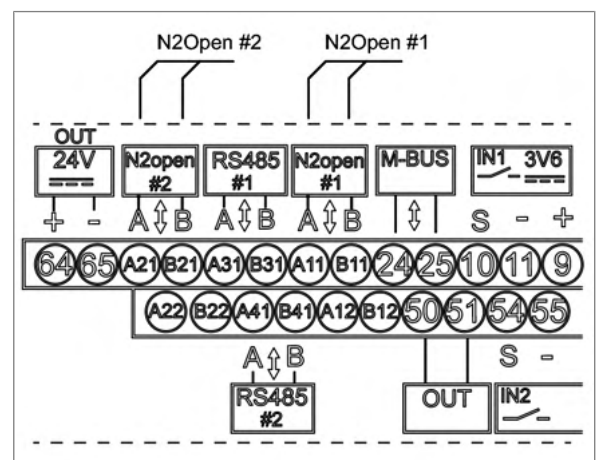 N2Open #2 N2Open #1
OUT
24V N2open #2 RS485 #1 N2open #1 M-BUS IN1 3V6
+ - A B A B A B S - +
64 65 A21 B21 A31 B31 A11 B11 24 25 10 11 9
A22 B22 A41 B41 A12 B12 50 51 54 55
A B S -
RS485 #2 OUT IN2